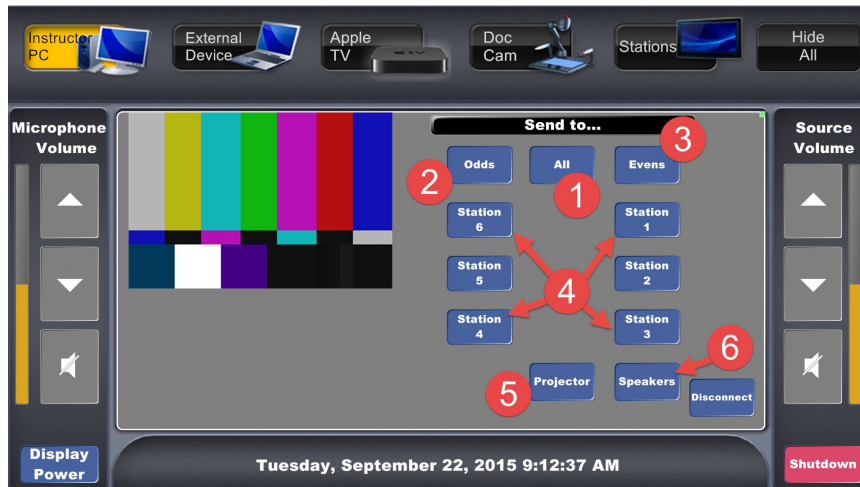 Instructor
PC
External
Device
Apple
TV
tv
Doc
Cam
Stations
Hide
All
Microphone
Volume
Send to...
Source
Volume
3
Odds
All
Evens
2
1
Station
6
Station
1
Station
5
4
Station
2
Station
4
Station
3
6
5
Projector
Speakers
Disconnect
Display
Power
Tuesday, September 22, 2015 9:12:37 AM
Shutdown